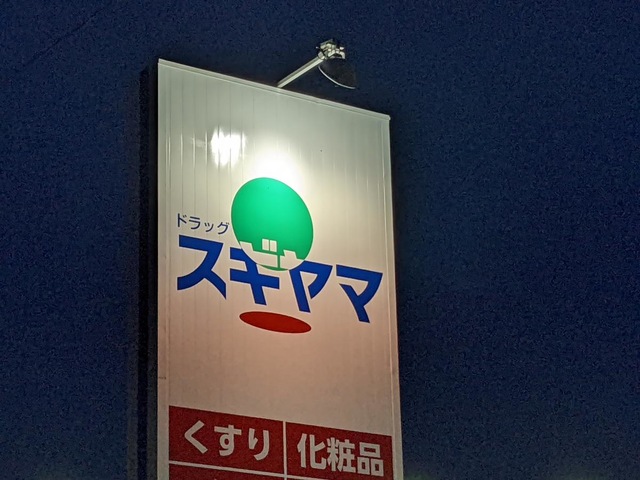 ドラッグ
スギヤマ
くすり 化粧品